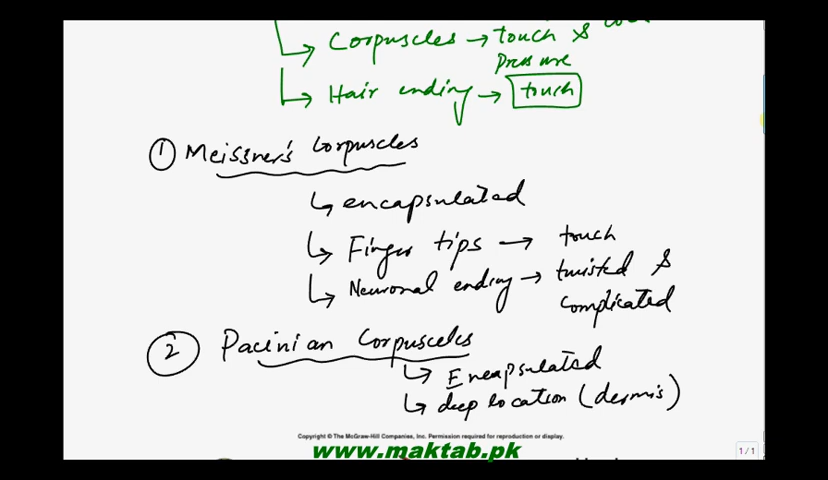 Corpuscles → touch &
Pressure
Hair ending → touch
① Meissner's Corpuscles
↳ encapsulated
↳ Finger tips → touch
↳ Neuronal ending → twisted &
complicated
② Pacinian Corpuscles
↳ Encapsulated
↳ deep location (dermis)
Copyright © The McGraw-Hill Companies, Inc. Permission required for reproduction or display.
www.maktab.pk
1 / 1